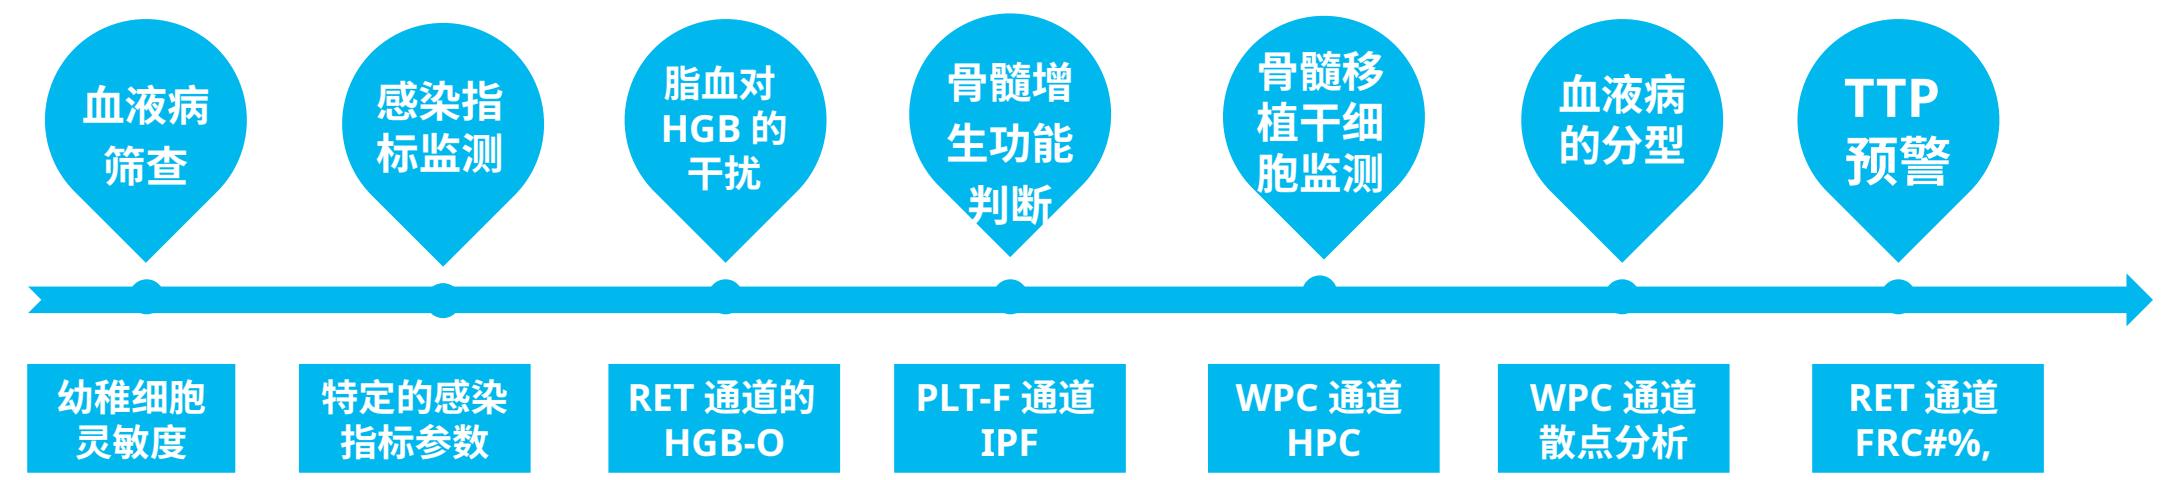 血液病
筛查
感染指
标监测
脂血对
HGB 的
干扰
骨髓增
生功能
判断
骨髓移
植干细
胞监测
血液病
的分型
TTP
预警
幼稚细胞
灵敏度
特定的感染
指标参数
RET 通道的
HGB-O
PLT-F 通道
IPF
WPC 通道
HPC
WPC 通道
散点分析
RET 通道
FRC#%,